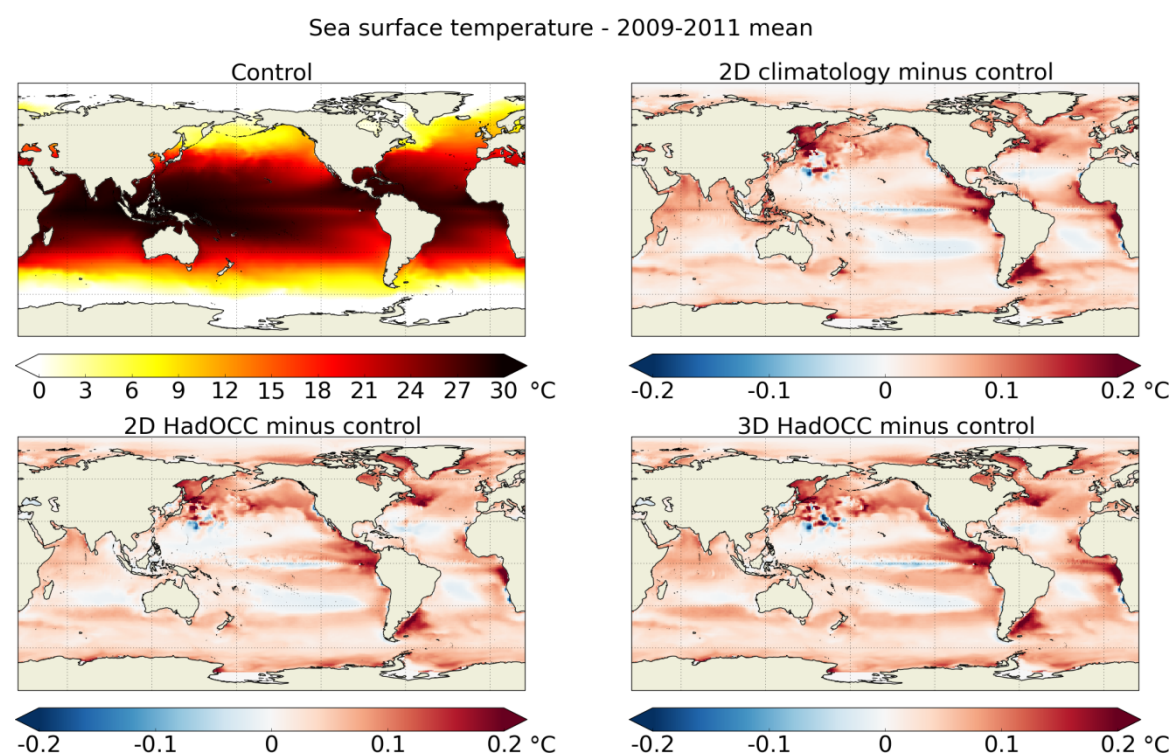 Sea surface temperature - 2009-2011 mean
Control
2D climatology minus control
0 3 6 9 12 15 18 21 24 27 30 °C
-0.2 -0.1 0 0.1 0.2 °C
2D HadOCC minus control
3D HadOCC minus control
-0.2 -0.1 0 0.1 0.2 °C
-0.2 -0.1 0 0.1 0.2 °C